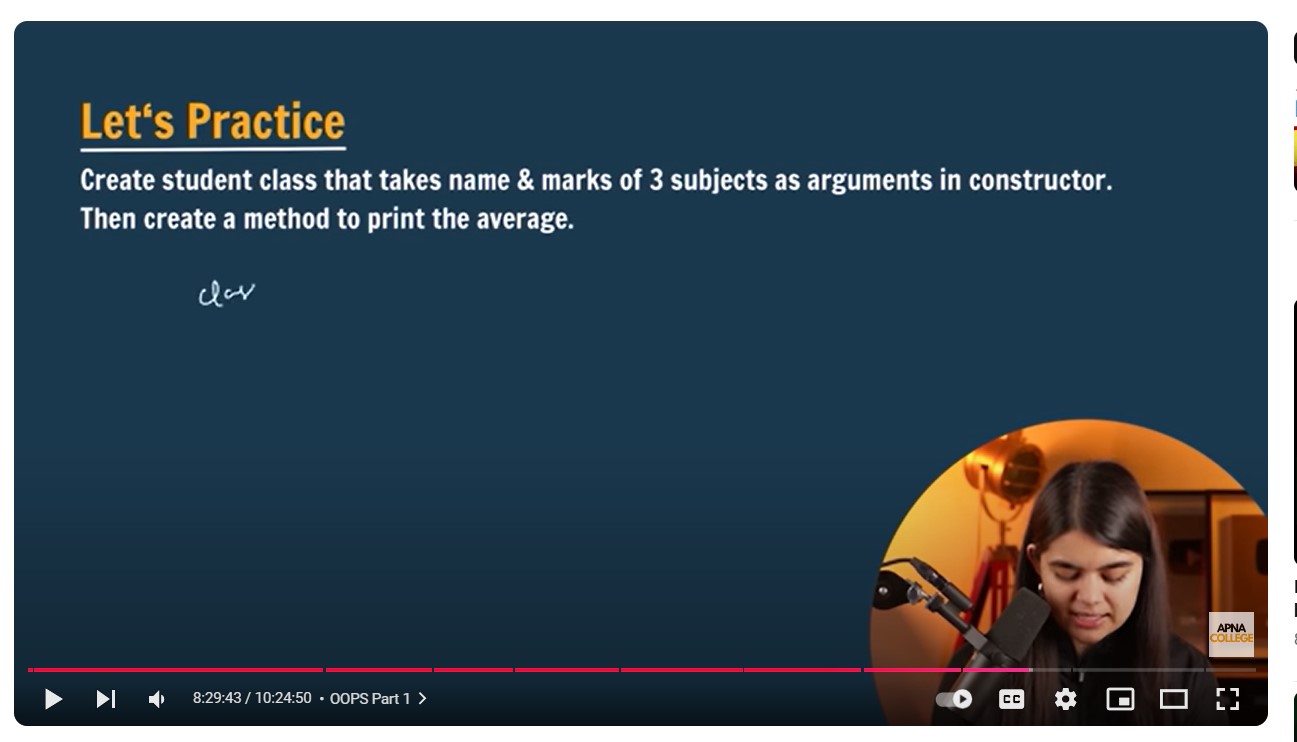 Let‘s Practice
Create student class that takes name & marks of 3 subjects as arguments in constructor.
Then create a method to print the average.
APNA
COLLEGE
8:29:43 / 10:24:50 • OOPS Part 1
CC